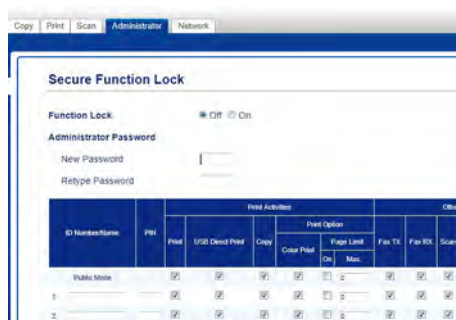 Copy Print Scan Administrator Network
Secure Function Lock
Function Lock Off On
Administrator Password
New Password
Retype Password
Print Activities
Print Option
ID Number/Name PIN Print USB Direct Print Copy Color Print Page Limit Fax TX Fax RX
On Max.
Public Mode 0
1 0
2 0